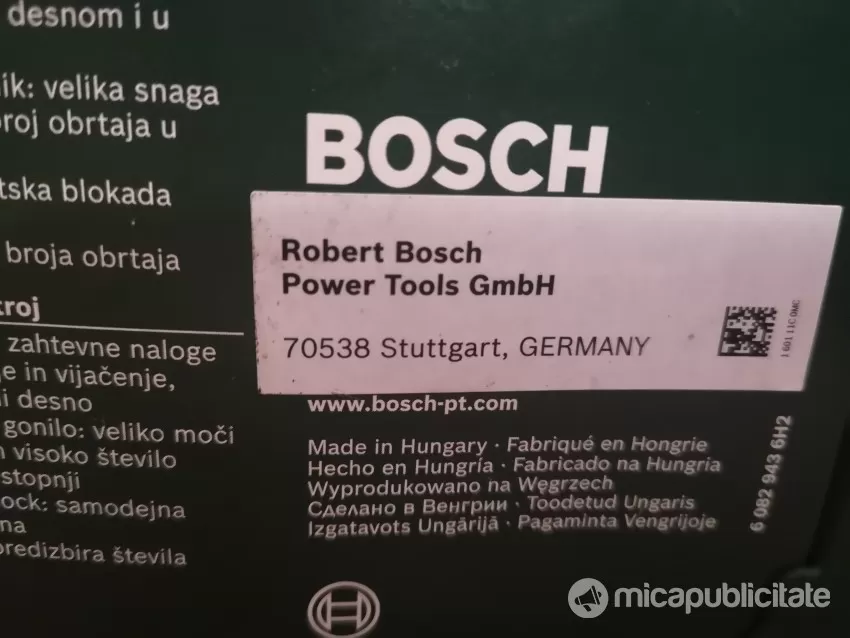 desnom i u
ik: velika snaga
roj obrtaja u
tska blokada
broja obrtaja
roj
zahtevne naloge
e in vijačenje,
i desno
gonilo: veliko moči
n visoko število
stopnji
ock: samodejna
na
predizbira števila
BOSCH
Robert Bosch
Power Tools GmbH
70538 Stuttgart, GERMANY
www.bosch-pt.com
Made in Hungary · Fabriqué en Hongrie
Hecho en Hungría · Fabricado na Hungria
Wyprodukowano na Węgrzech
Сделано в Венгрии · Toodetud Ungaris
Izgatavots Ungārijā · Pagaminta Vengrijoje
6 082 943 6H2
micapublicitate